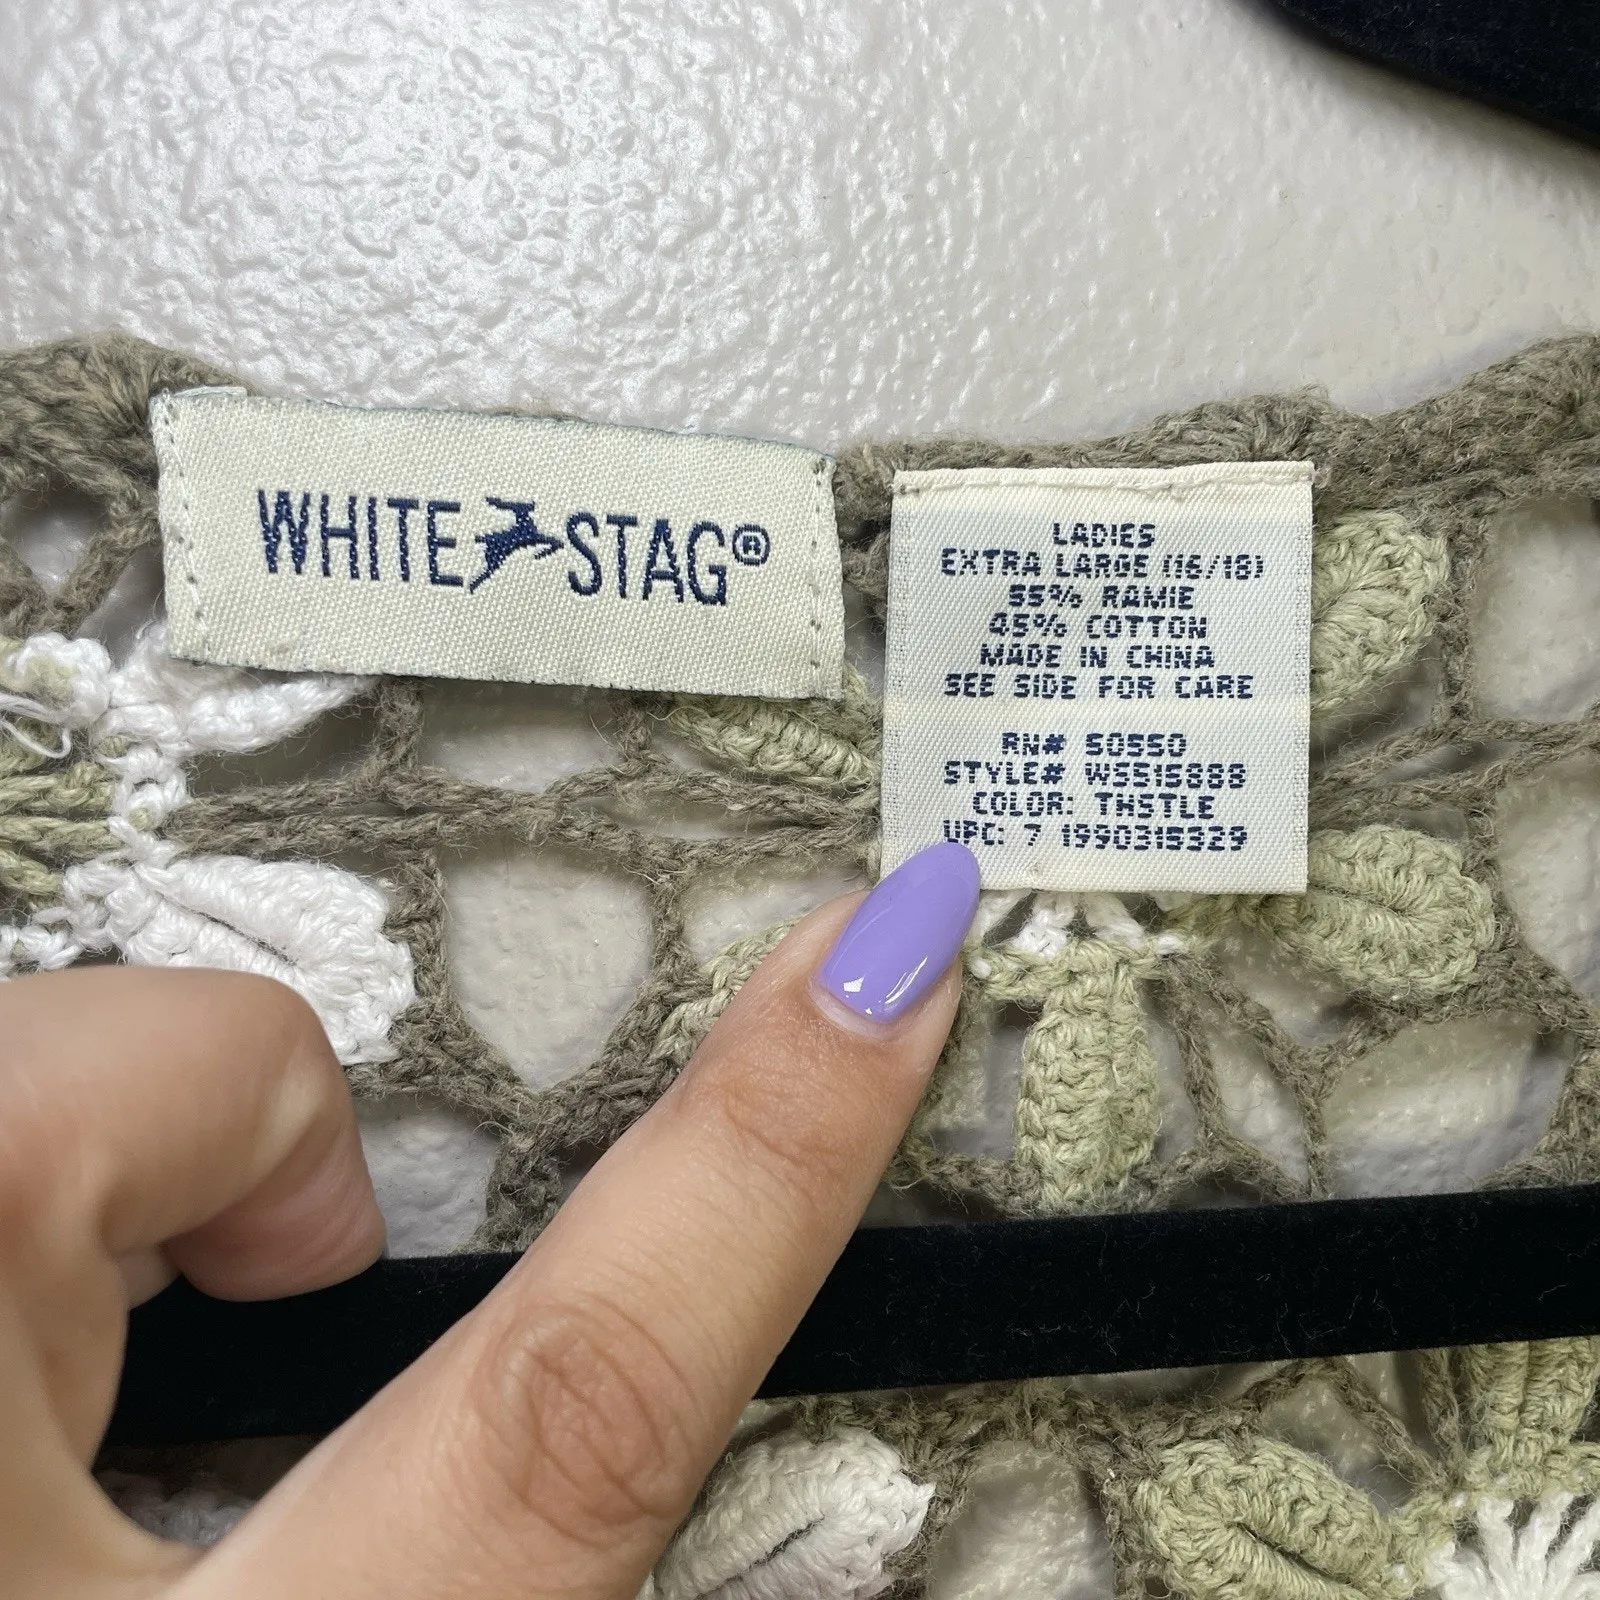 WHITE STAG®
LADIES
EXTRA LARGE (16/18)
55% RAMIE
45% COTTON
MADE IN CHINA
SEE SIDE FOR CARE
RN# 50550
STYLE# WS515888
COLOR: THSTLE
UPC: 7 1990315329